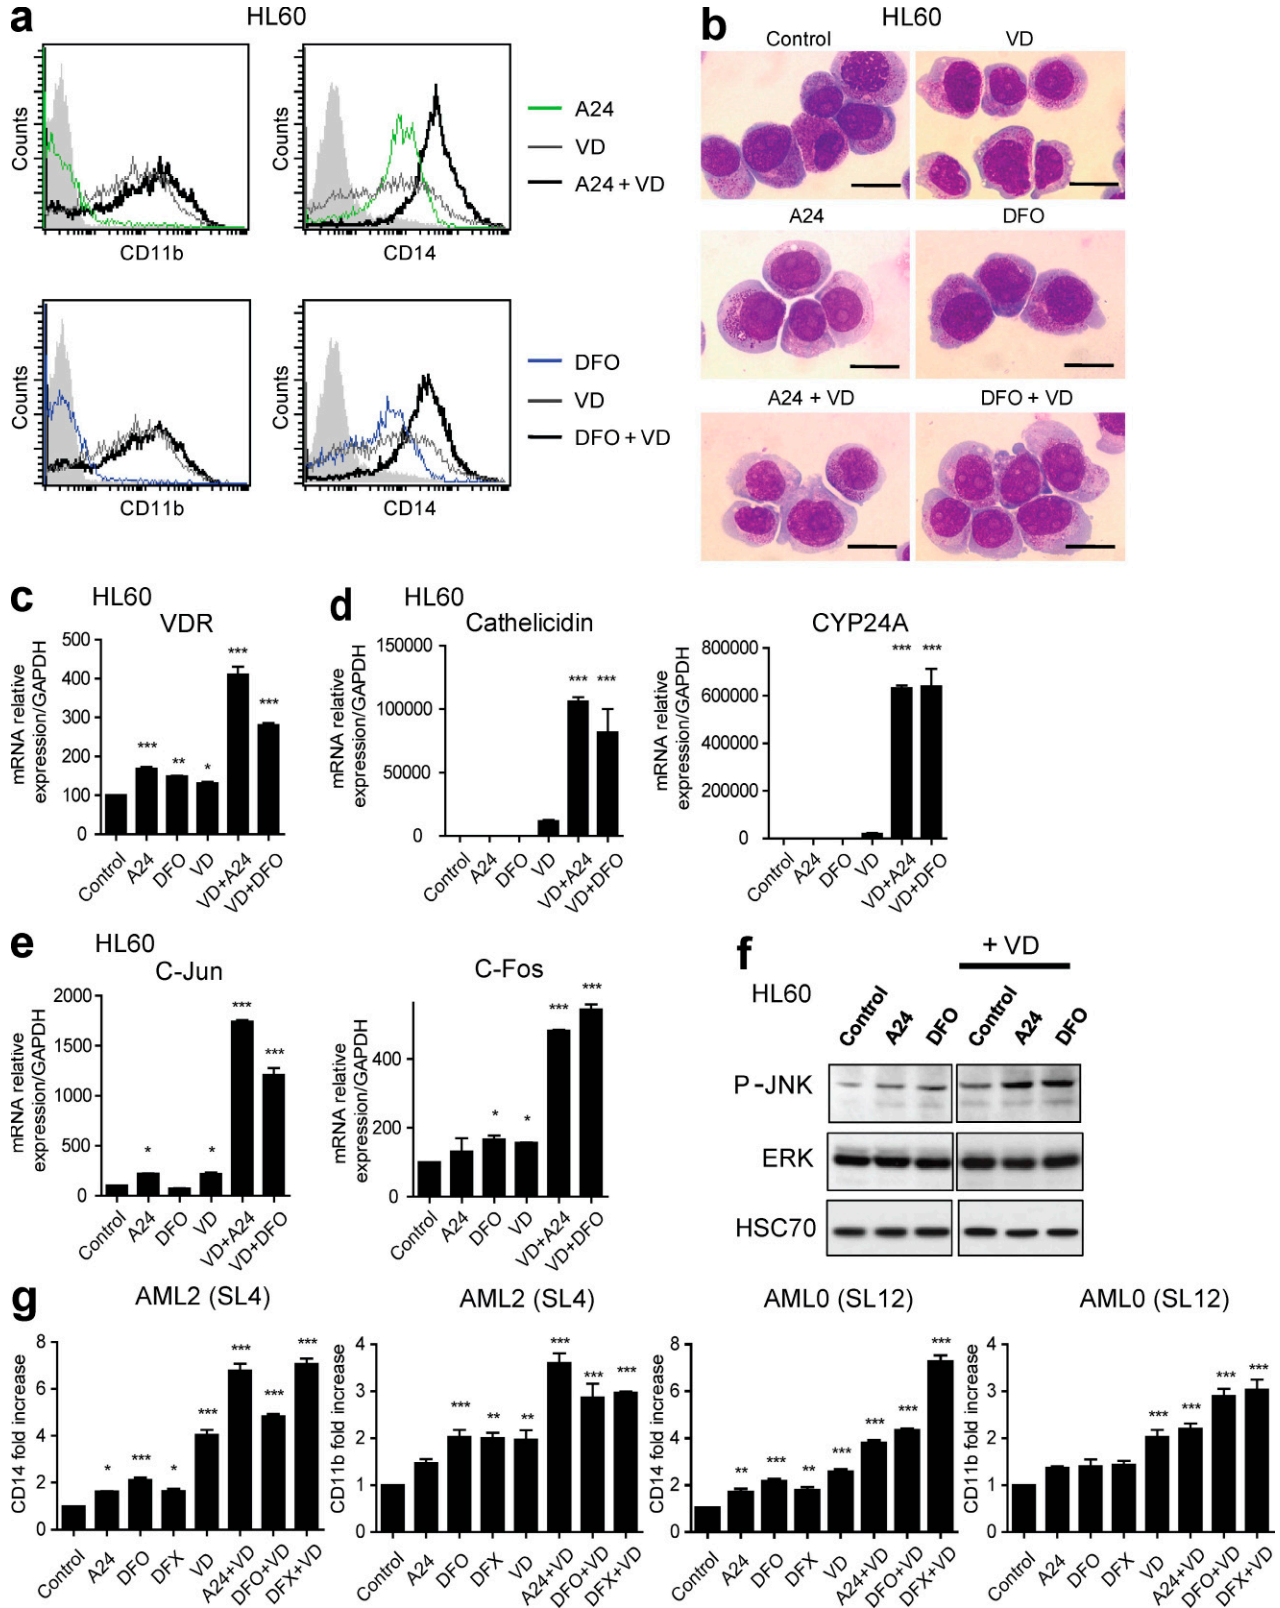 a
HL60
Counts
CD11b
Counts
CD14
A24
VD
A24 + VD
Counts
CD11b
Counts
CD14
DFO
VD
DFO + VD
b
HL60
Control
VD
A24
DFO
A24 + VD
DFO + VD
c
HL60
VDR
mRNA relative
expression/GAPDH
500
400
300
200
100
0
***
**
*
***
***
Control
A24
DFO
VD
VD+A24
VD+DFO
d
HL60
Cathelicidin
mRNA relative
expression/GAPDH
150000
100000
50000
0
***
***
Control
A24
DFO
VD
VD+A24
VD+DFO
CYP24A
mRNA relative
expression/GAPDH
800000
600000
400000
200000
0
***
***
Control
A24
DFO
VD
VD+A24
VD+DFO
e
HL60
C-Jun
mRNA relative
expression/GAPDH
2000
1500
1000
500
0
*
*
***
***
Control
A24
DFO
VD
VD+A24
VD+DFO
C-Fos
mRNA relative
expression/GAPDH
400
200
0
*
*
***
***
Control
A24
DFO
VD
VD+A24
VD+DFO
f
+ VD
HL60
Control
A24
DFO
Control
A24
DFO
P-JNK
ERK
HSC70
g
AML2 (SL4)
CD14 fold increase
8
6
4
2
0
*
***
*
***
***
***
***
Control
A24
DFO
DFX
VD
A24+VD
DFO+VD
DFX+VD
AML2 (SL4)
CD11b fold increase
4
3
2
1
0
***
**
**
***
***
***
Control
A24
DFO
DFX
VD
A24+VD
DFO+VD
DFX+VD
AML0 (SL12)
CD14 fold increase
8
6
4
2
0
**
***
**
***
***
***
***
Control
A24
DFO
DFX
VD
A24+VD
DFO+VD
DFX+VD
AML0 (SL12)
CD11b fold increase
4
3
2
1
0
***
***
***
***
Control
A24
DFO
DFX
VD
A24+VD
DFO+VD
DFX+VD